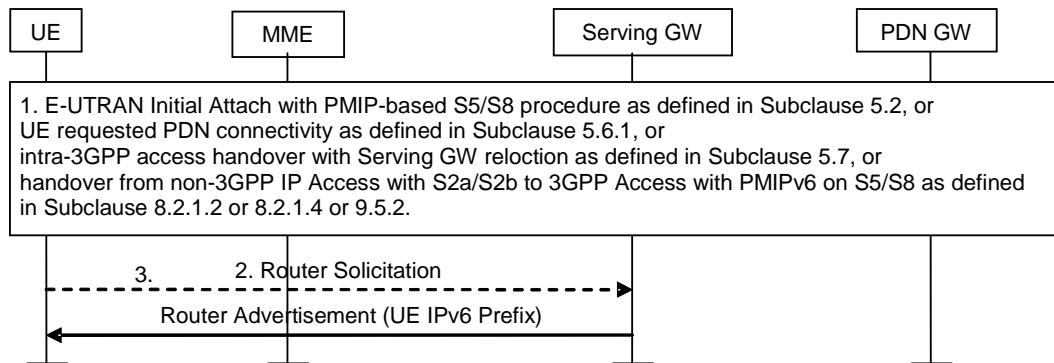 UE
MME
Serving GW
PDN GW
1. E-UTRAN Initial Attach with PMIP-based S5/S8 procedure as defined in Subclause 5.2, or
UE requested PDN connectivity as defined in Subclause 5.6.1, or
intra-3GPP access handover with Serving GW reloction as defined in Subclause 5.7, or
handover from non-3GPP IP Access with S2a/S2b to 3GPP Access with PMIPv6 on S5/S8 as defined
in Subclause 8.2.1.2 or 8.2.1.4 or 9.5.2.
3.
2. Router Solicitation
Router Advertisement (UE IPv6 Prefix)